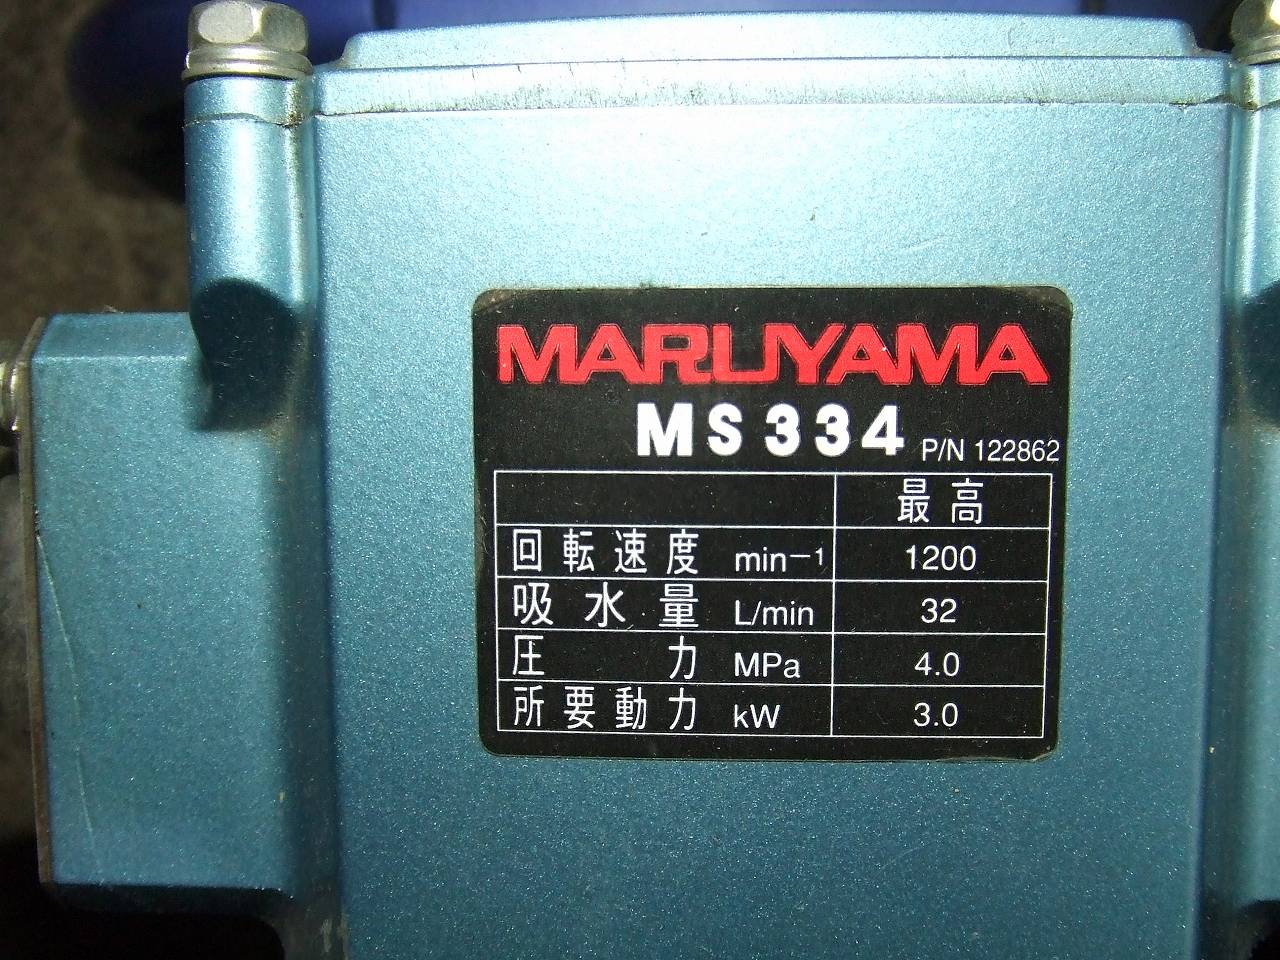 MARUYAMA
MS334 P/N 122862
最高
回転速度 min-1 1200
吸水量 L/min 32
圧力 MPa 4.0
所要動力 kW 3.0